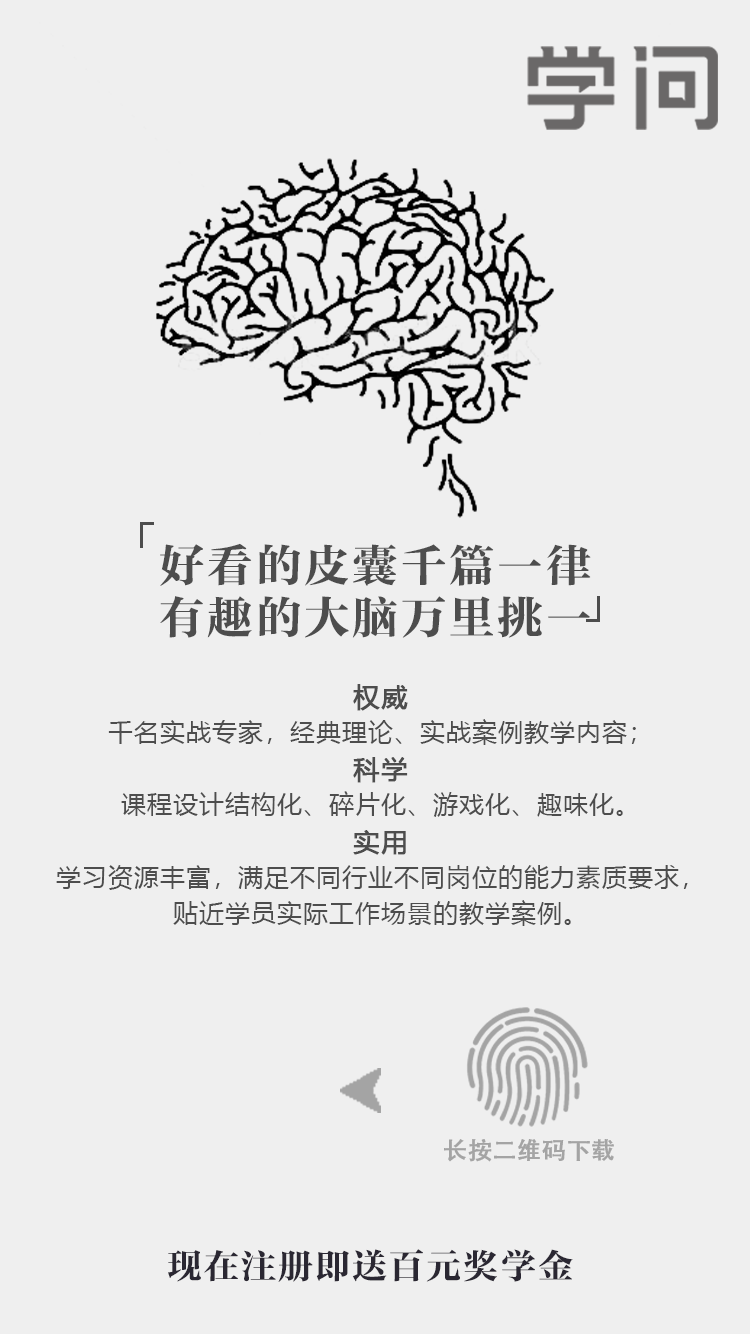 学问
「好看的皮囊千篇一律
有趣的大脑万里挑一」
权威
千名实战专家，经典理论、实战案例教学内容；
科学
课程设计结构化、碎片化、游戏化、趣味化。
实用
学习资源丰富，满足不同行业不同岗位的能力素质要求，
贴近学员实际工作场景的教学案例。
长按二维码下载
现在注册即送百元奖学金